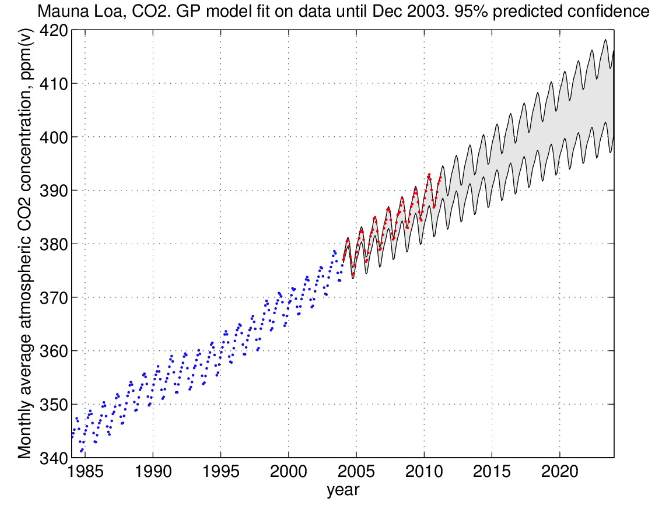 Mauna Loa, CO2. GP model fit on data until Dec 2003. 95% predicted confidence
Monthly average atmospheric CO2 concentration, ppm(v)
420
410
400
390
380
370
360
350
340
1985 1990 1995 2000 2005 2010 2015 2020
year